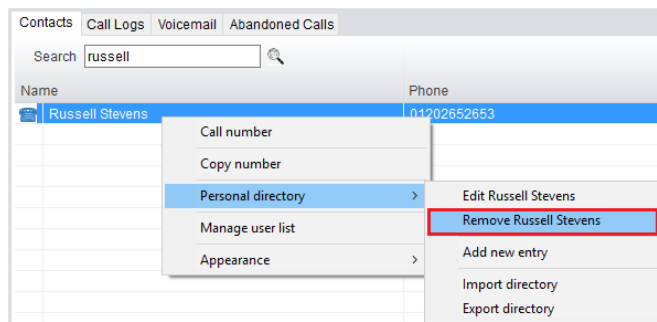 Contacts Call Logs Voicemail Abandoned Calls
Search russell
Name Phone
Russell Stevens 01202652653
Call number
Copy number
Personal directory >
Manage user list
Appearance >
Edit Russell Stevens
Remove Russell Stevens
Add new entry
Import directory
Export directory